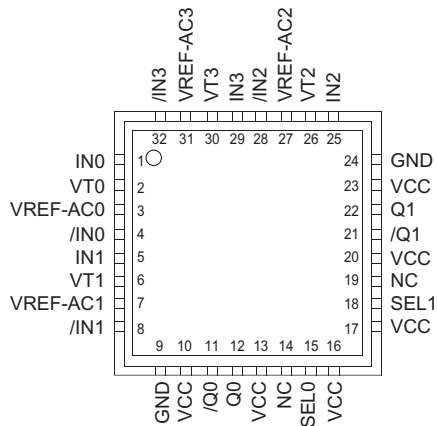 /IN3
VREF-AC3
VT3
IN3
/IN2
VREF-AC2
VT2
IN2
32 31 30 29 28 27 26 25
IN0 1 24 GND
VT0 2 23 VCC
VREF-AC0 3 22 Q1
/IN0 4 21 /Q1
IN1 5 20 VCC
VT1 6 19 NC
VREF-AC1 7 18 SEL1
/IN1 8 17 VCC
9 10 11 12 13 14 15 16
GND
VCC
/Q0
Q0
VCC
NC
SEL0
VCC